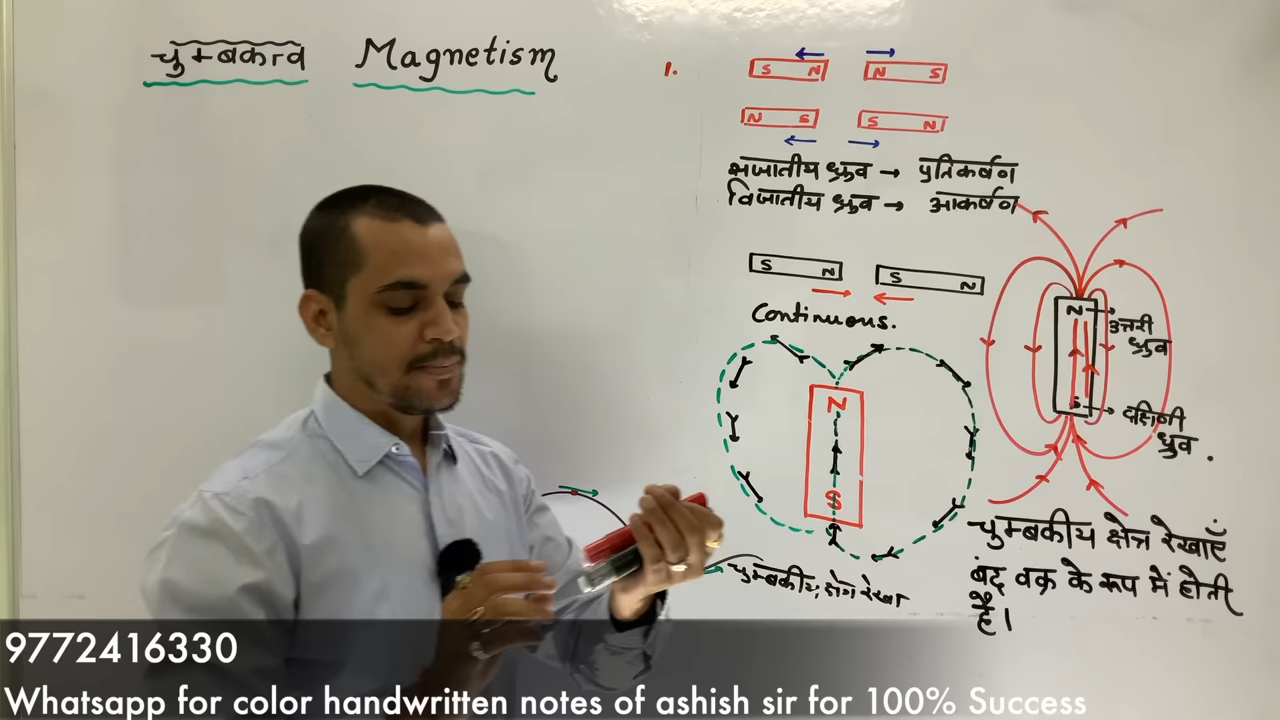 चुम्बकत्व Magnetism
1. S N N S
N S S N
सजातीय ध्रुव → प्रतिकर्षण
विजातीय ध्रुव → आकर्षण
S N S N
Continuous.
N
S
N
उत्तरी
ध्रुव
S
दक्षिणी
ध्रुव.
चुम्बकीय क्षेत्र रेखा
चुम्बकीय क्षेत्र रेखाएँ
बंद वक्र के रूप में होती
है।
9772416330
Whatsapp for color handwritten notes of ashish sir for 100% Success